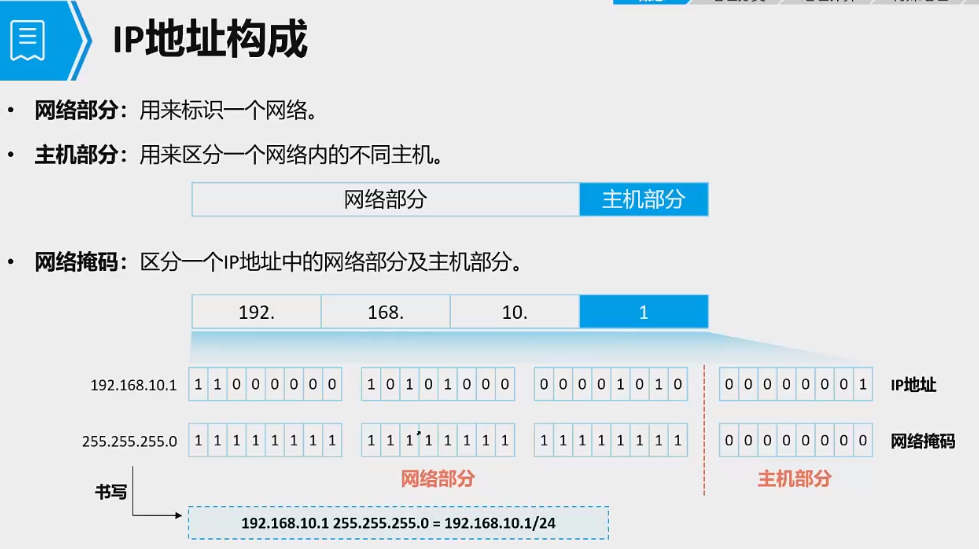 IP地址构成
• 网络部分：用来标识一个网络。
• 主机部分：用来区分一个网络内的不同主机。
网络部分 主机部分
• 网络掩码：区分一个IP地址中的网络部分及主机部分。
192. 168. 10. 1
192.168.10.1 1 1 0 0 0 0 0 0 1 0 1 0 1 0 0 0 0 0 0 0 1 0 1 0 0 0 0 0 0 0 0 1 IP地址
255.255.255.0 1 1 1 1 1 1 1 1 1 1 1 1 1 1 1 1 1 1 1 1 1 1 1 1 0 0 0 0 0 0 0 0 网络掩码
网络部分 主机部分
书写
192.168.10.1 255.255.255.0 = 192.168.10.1/24